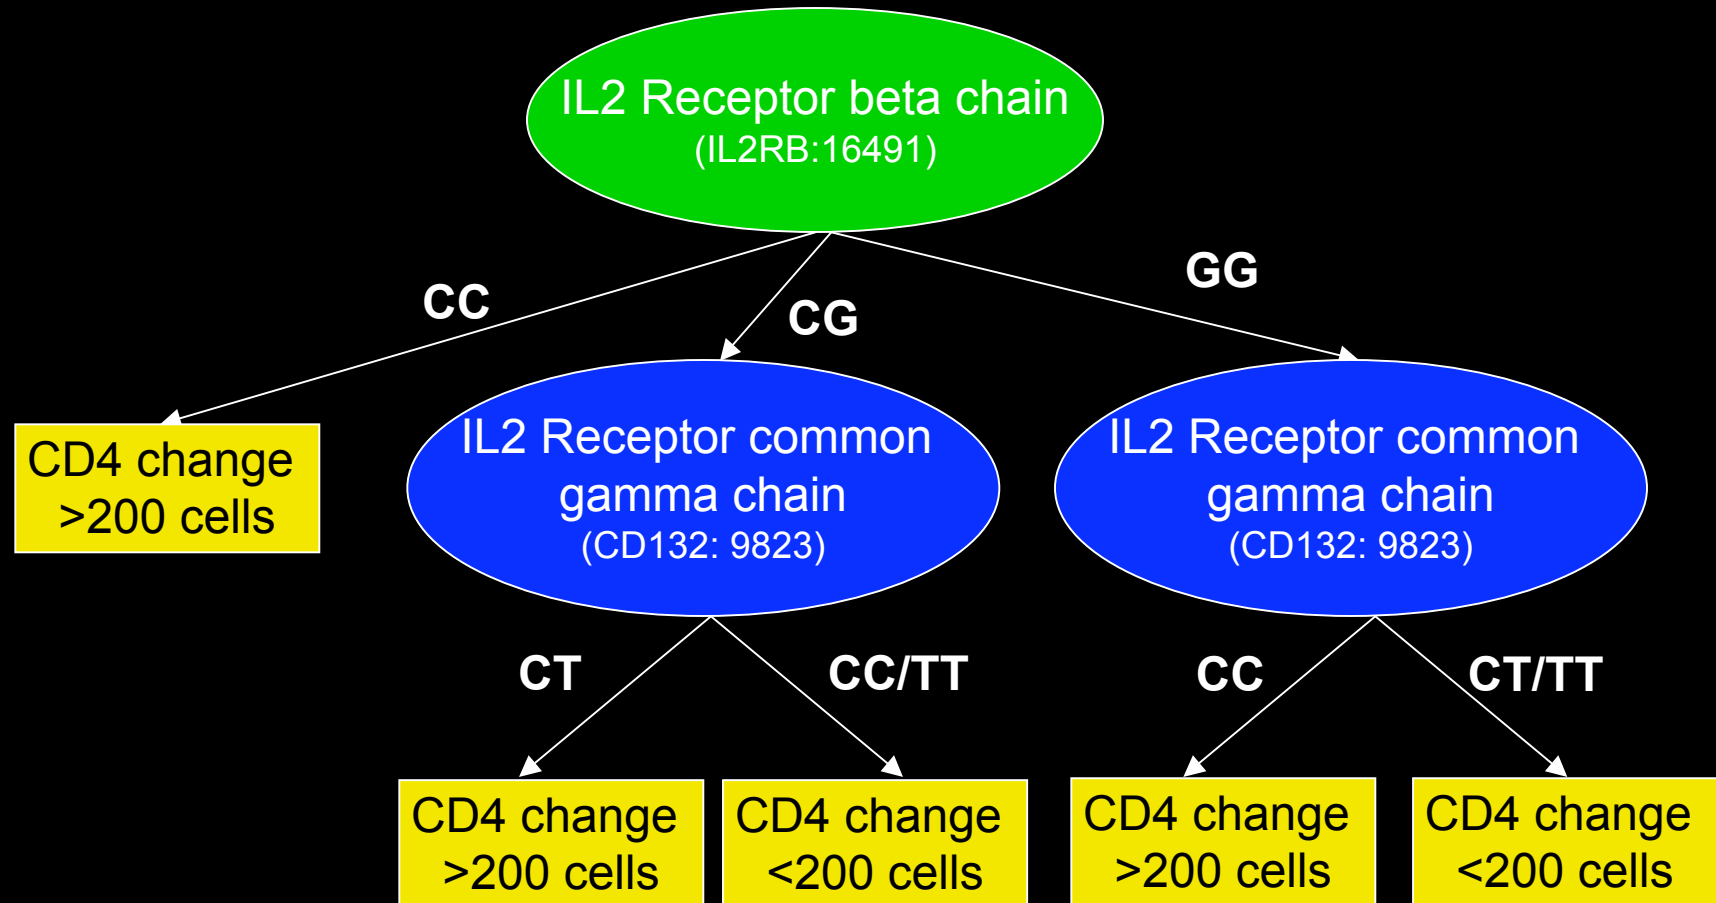 IL2 Receptor beta chain
(IL2RB:16491)
CC
CG
GG
CD4 change
>200 cells
IL2 Receptor common
gamma chain
(CD132: 9823)
IL2 Receptor common
gamma chain
(CD132: 9823)
CT
CC/TT
CC
CT/TT
CD4 change
>200 cells
CD4 change
<200 cells
CD4 change
>200 cells
CD4 change
<200 cells